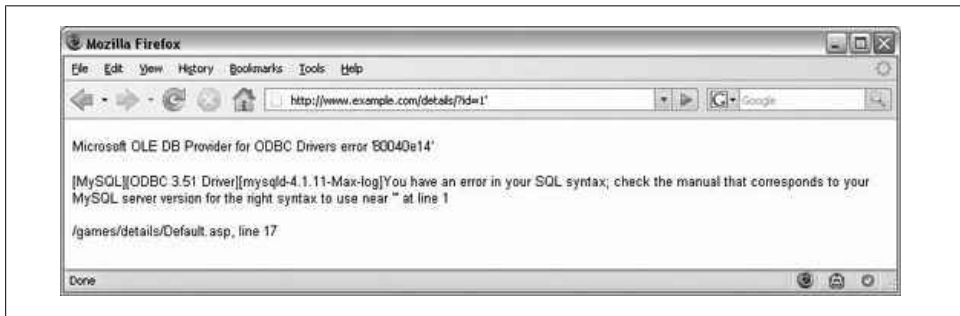 Mozilla Firefox
File Edit View History Bookmarks Tools Help
http://www.example.com/details/?id=1'
G Google
Microsoft OLE DB Provider for ODBC Drivers error '80040e14'
[MySQL][ODBC 3.51 Driver][mysqld-4.1.11-Max-log]You have an error in your SQL syntax; check the manual that corresponds to your
MySQL server version for the right syntax to use near ''' at line 1
/games/details/Default.asp, line 17
Done